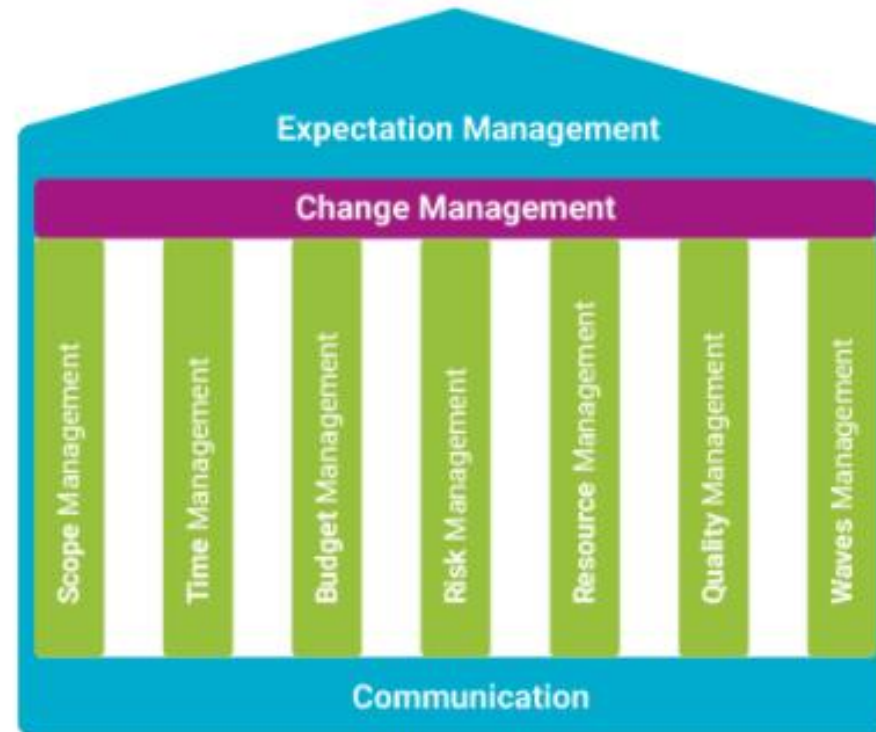 Expectation Management
Change Management
Scope Management
Time Management
Budget Management
Risk Management
Resource Management
Quality Management
Waves Management
Communication